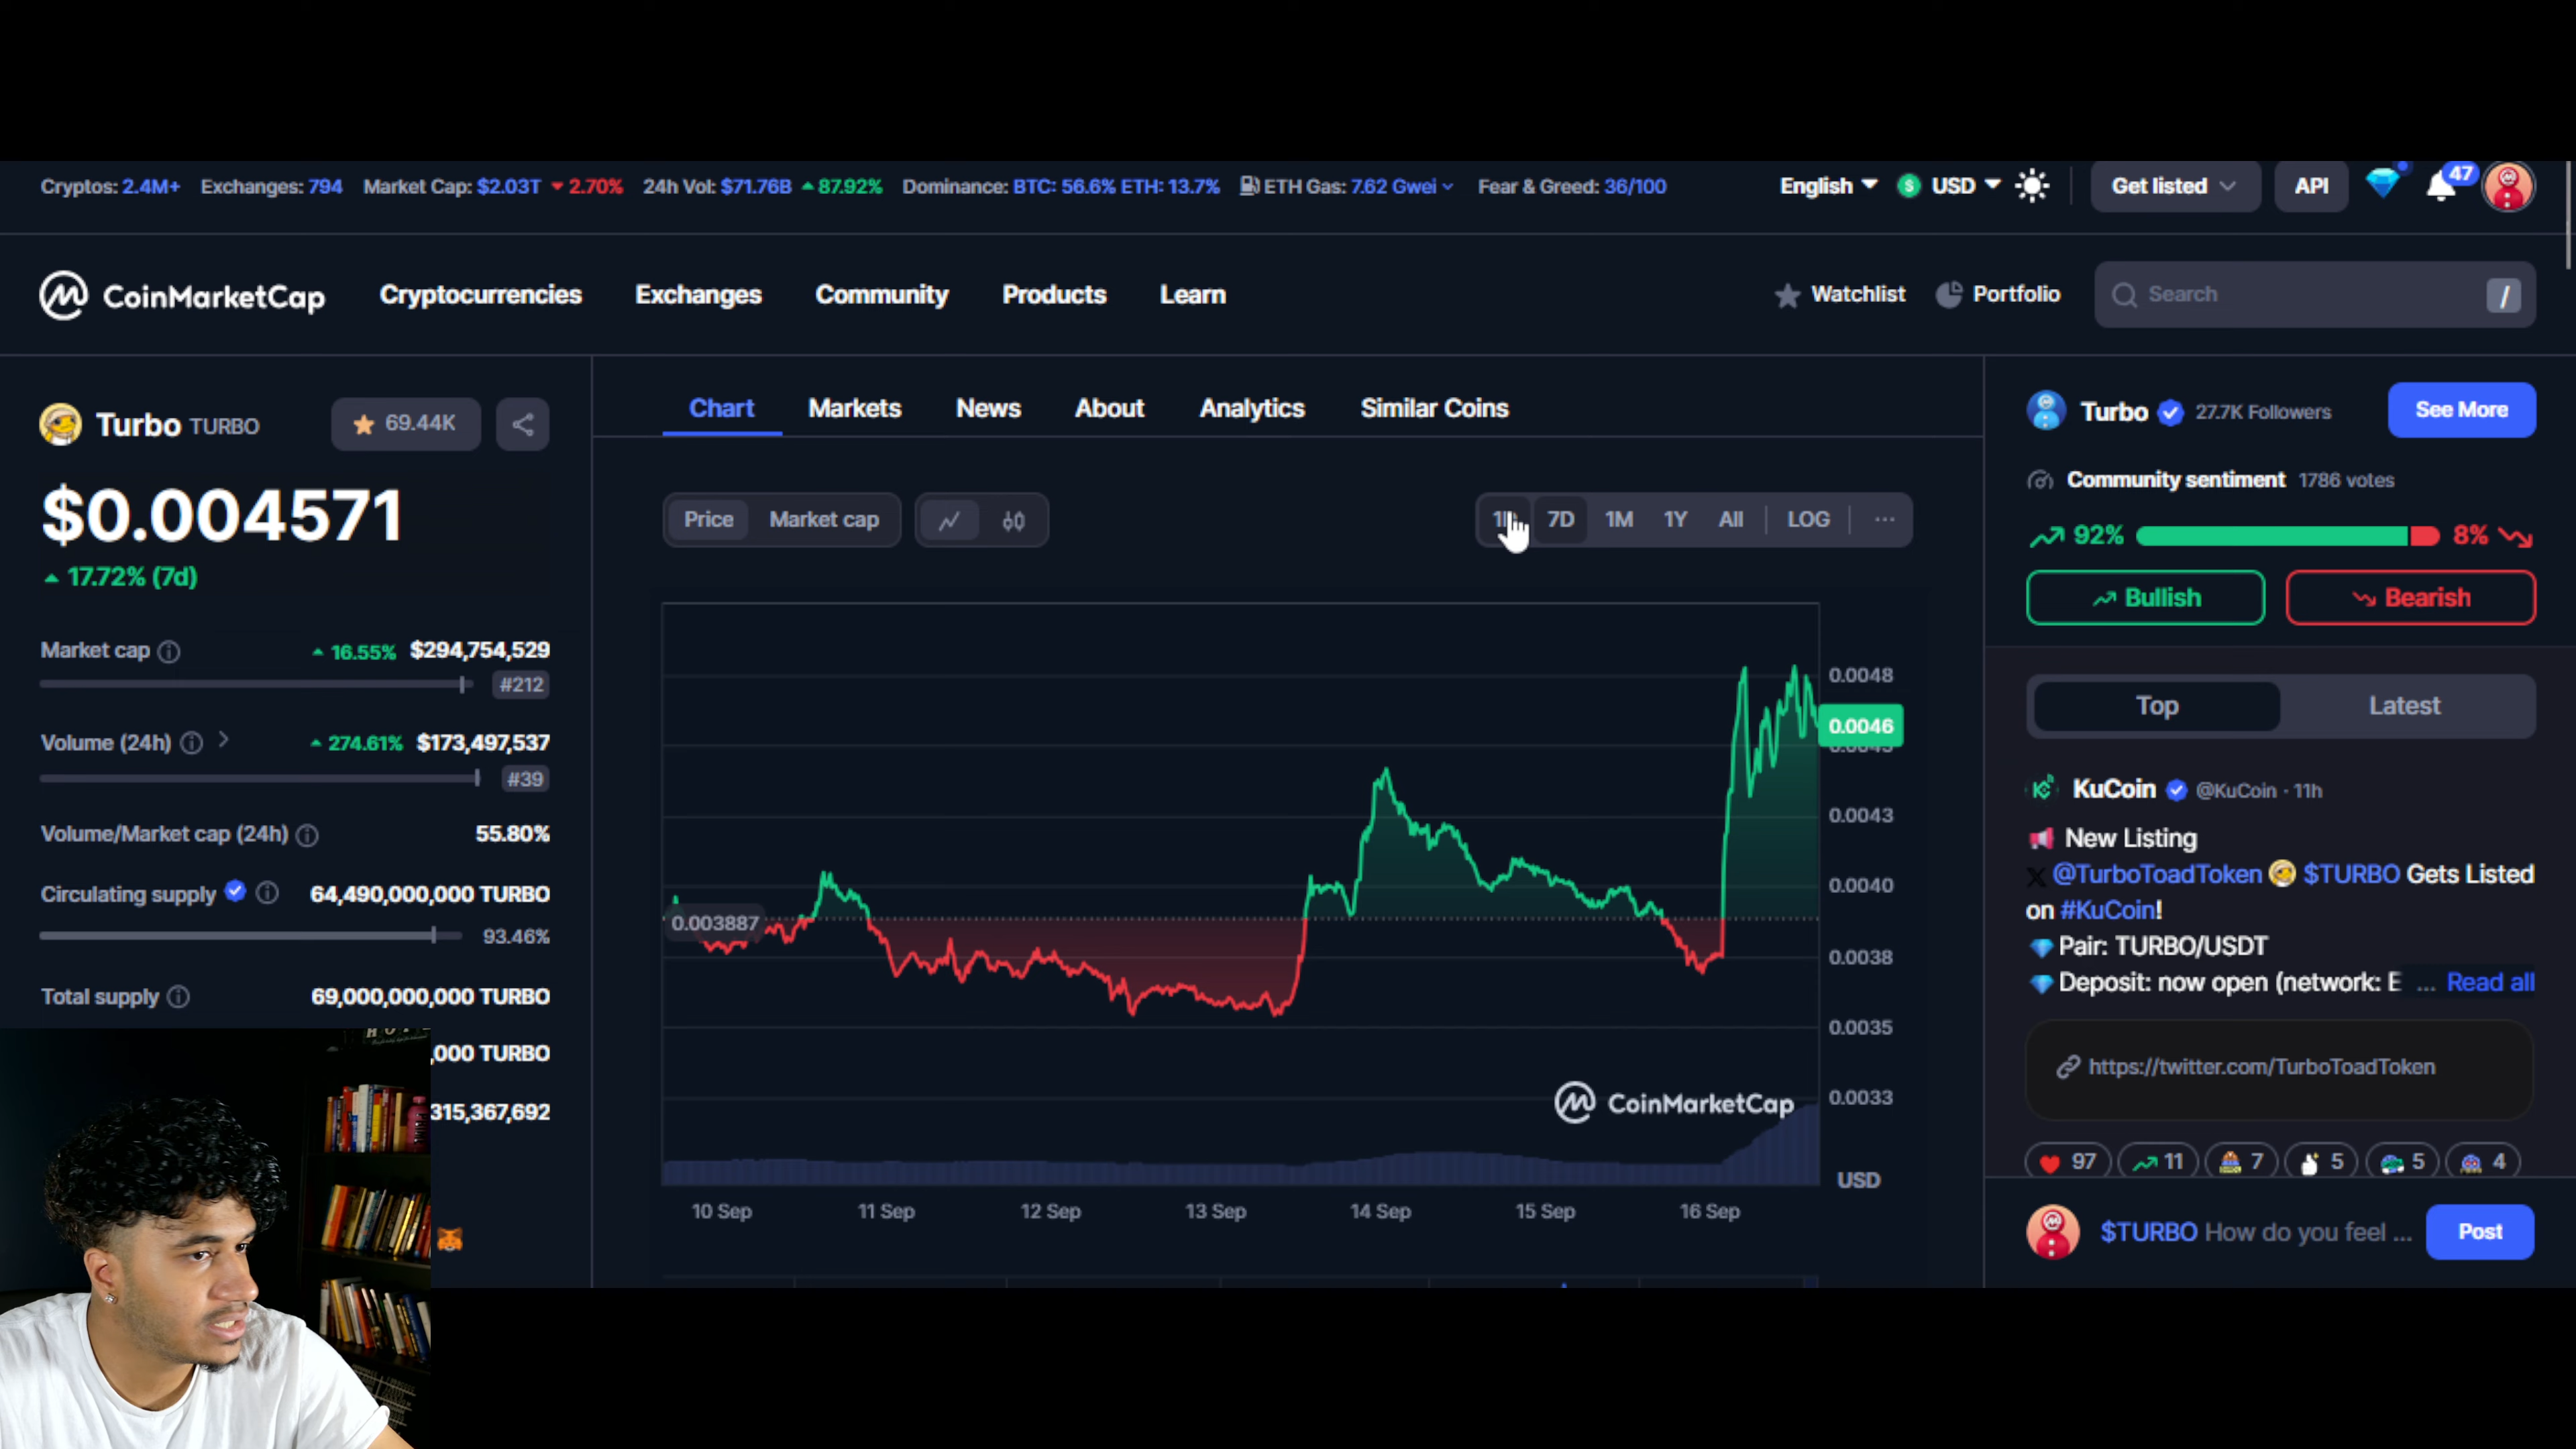 Cryptos: 2.4M+ Exchanges: 794 Market Cap: $2.03T 2.70% 24h Vol: $71.76B 87.92% Dominance: BTC: 56.6% ETH: 13.7% ETH Gas: 7.62 Gwei Fear & Greed: 36/100 English USD Get listed API 47
CoinMarketCap Cryptocurrencies Exchanges Community Products Learn Watchlist Portfolio Search /
Turbo TURBO 69.44K
$0.004571
17.72% (7d)
Market cap 16.55% $294,754,529
#212
Volume (24h) 274.61% $173,497,537
#39
Volume/Market cap (24h) 55.80%
Circulating supply 64,490,000,000 TURBO
93.46%
Total supply 69,000,000,000 TURBO
,000 TURBO
315,367,692
Chart Markets News About Analytics Similar Coins
Price Market cap 7D 1M 1Y All LOG ...
0.0048
0.0046
0.0043
0.0040
0.003887
0.0038
0.0035
0.0033
CoinMarketCap
USD
10 Sep 11 Sep 12 Sep 13 Sep 14 Sep 15 Sep 16 Sep
Turbo 27.7K Followers See More
Community sentiment 1786 votes
92% 8%
Bullish Bearish
Top Latest
KuCoin @KuCoin · 11h
New Listing
@TurboToadToken $TURBO Gets Listed
on #KuCoin!
Pair: TURBO/USDT
Deposit: now open (network: E ... Read all
https://twitter.com/TurboToadToken
97 11 7 5 5 4
$TURBO How do you feel ... Post